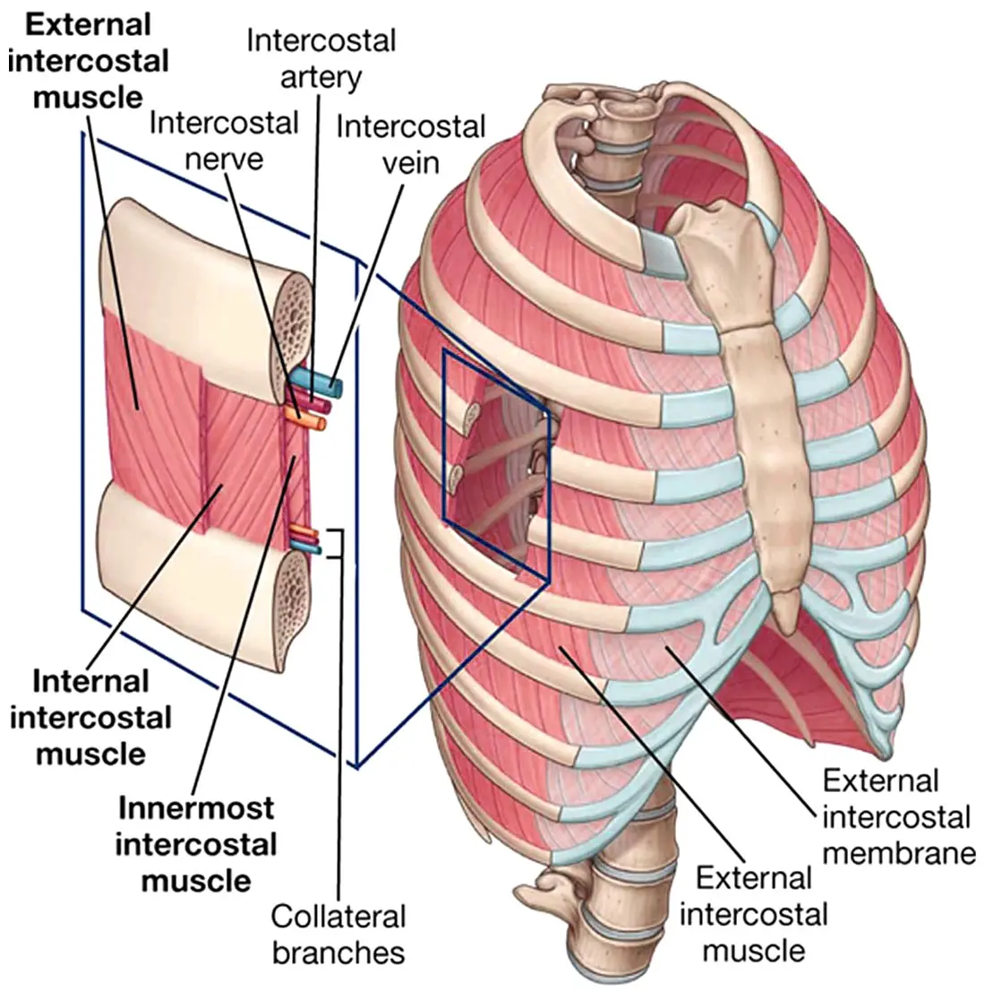 External
intercostal
muscle
Intercostal
artery
Intercostal
nerve
Intercostal
vein
Internal
intercostal
muscle
Innermost
intercostal
muscle
Collateral
branches
External
intercostal
membrane
External
intercostal
muscle